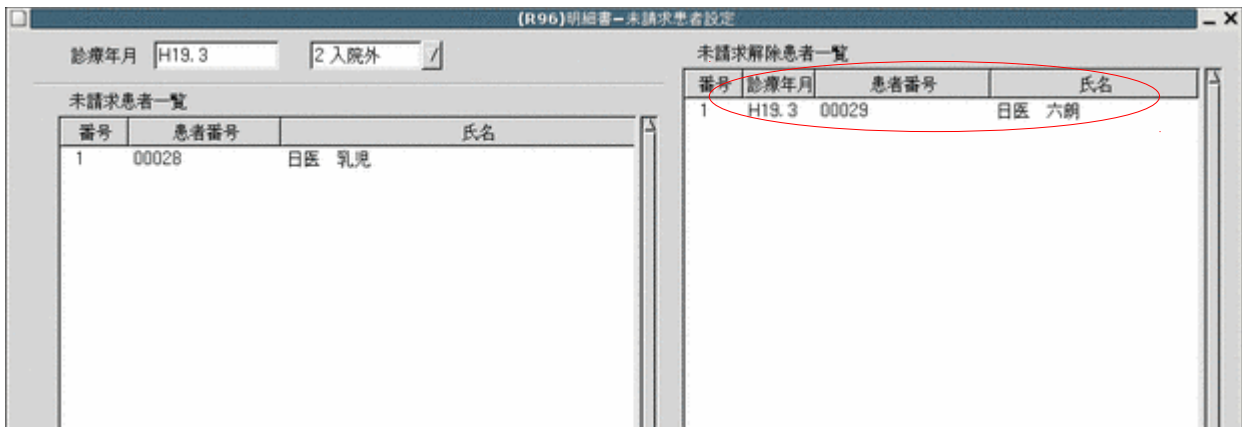 (R96)明細書－未請求患者設定
診療年月 H19.3 2 入院外
未請求患者一覧
番号 患者番号 氏名
1 00028 日医 乳児
未請求解除患者一覧
番号 診療年月 患者番号 氏名
1 H19.3 00029 日医 六朗